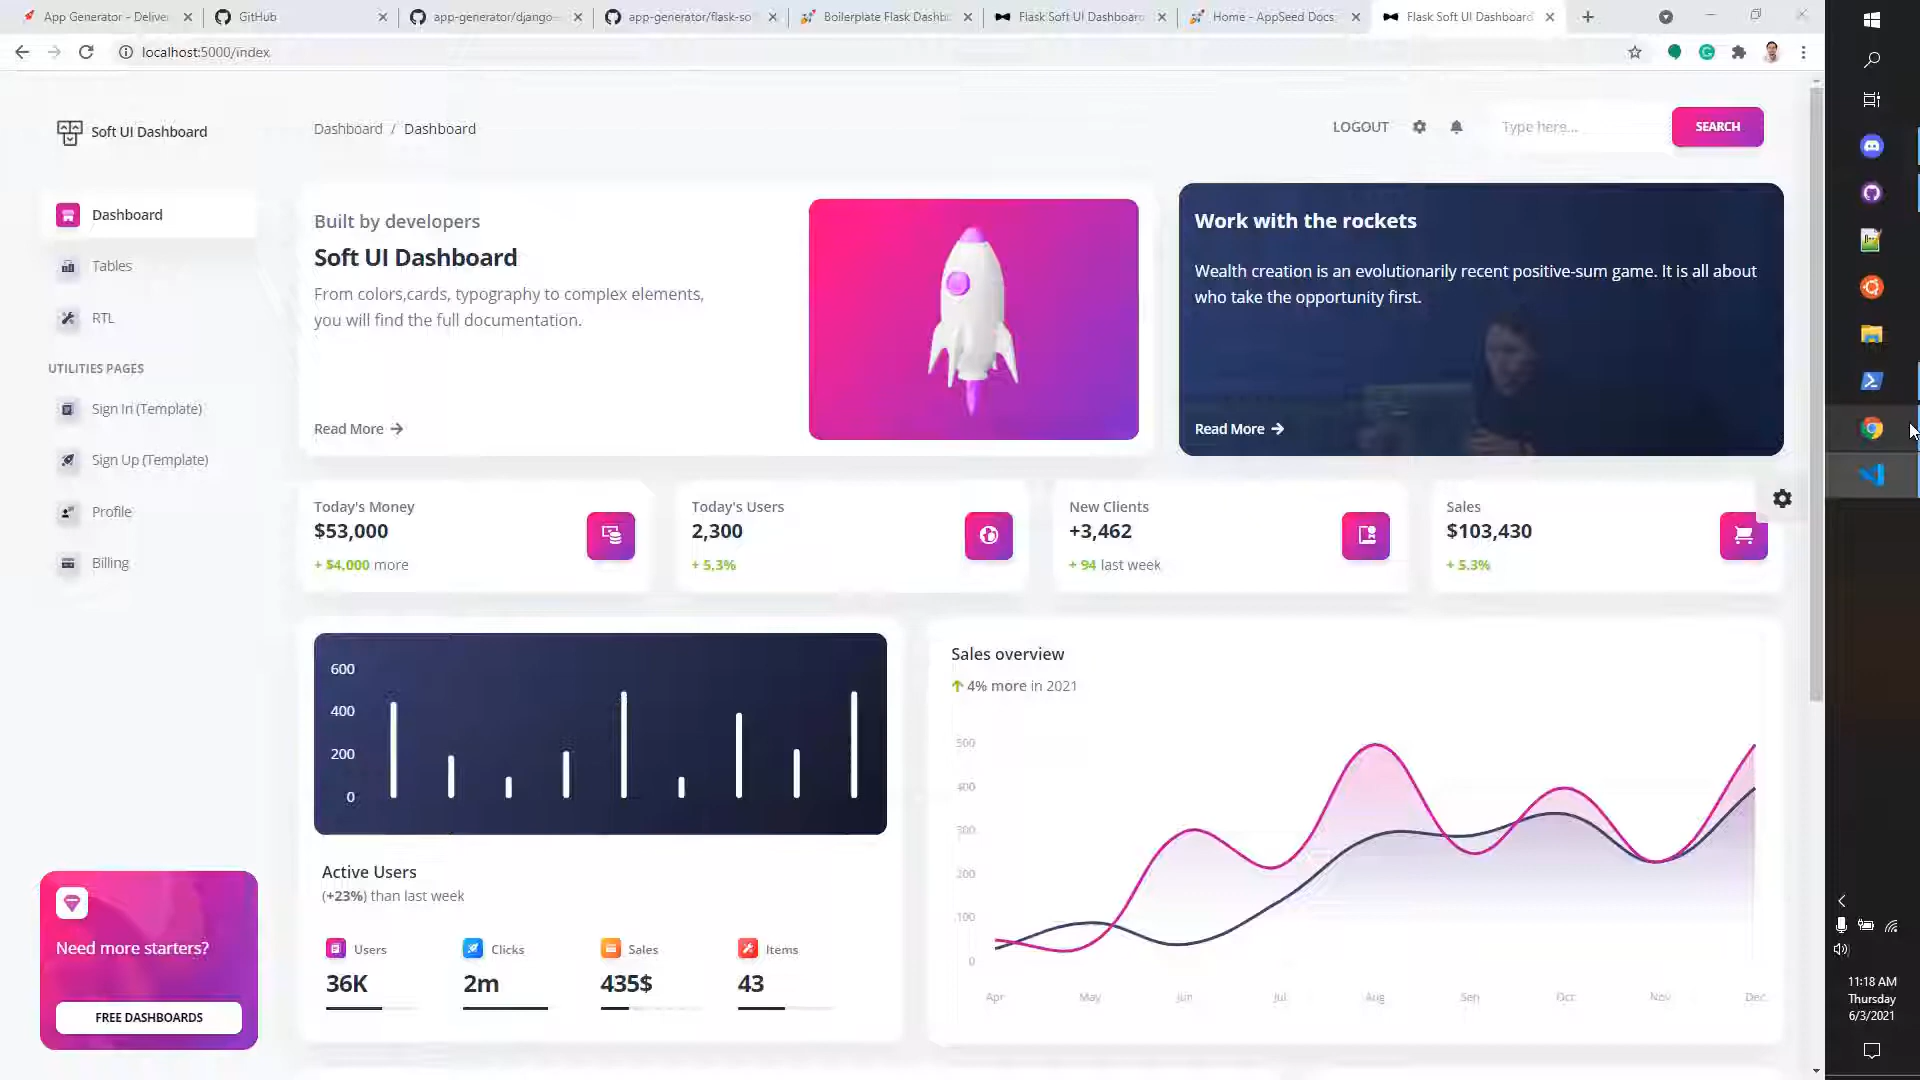 App Generator - Deliver
GitHub
app-generator/django-
app-generator/flask-so
Boilerplate Flask Dashb
Flask Soft UI Dashboard
Home - AppSeed Docs
Flask Soft UI Dashboard
localhost:5000/index
Soft UI Dashboard
Dashboard / Dashboard
LOGOUT
Type here...
SEARCH
Dashboard
Tables
RTL
UTILITIES PAGES
Sign In (Template)
Sign Up (Template)
Profile
Billing
Need more starters?
FREE DASHBOARDS
Built by developers
Soft UI Dashboard
From colors,cards, typography to complex elements,
you will find the full documentation.
Read More
Work with the rockets
Wealth creation is an evolutionarily recent positive-sum game. It is all about
who take the opportunity first.
Read More
Today's Money
$53,000
+ $4,000 more
Today's Users
2,300
+ 5,3%
New Clients
+3,462
+ 94 last week
Sales
$103,430
+ 5.3%
600
400
200
0
Active Users
(+23%) than last week
Users
36K
Clicks
2m
Sales
435$
Items
43
Sales overview
4% more in 2021
500
400
300
200
100
0
Apr May Jun Jul Aug Sen Oct Nov Dec
11:18 AM
Thursday
6/3/2021